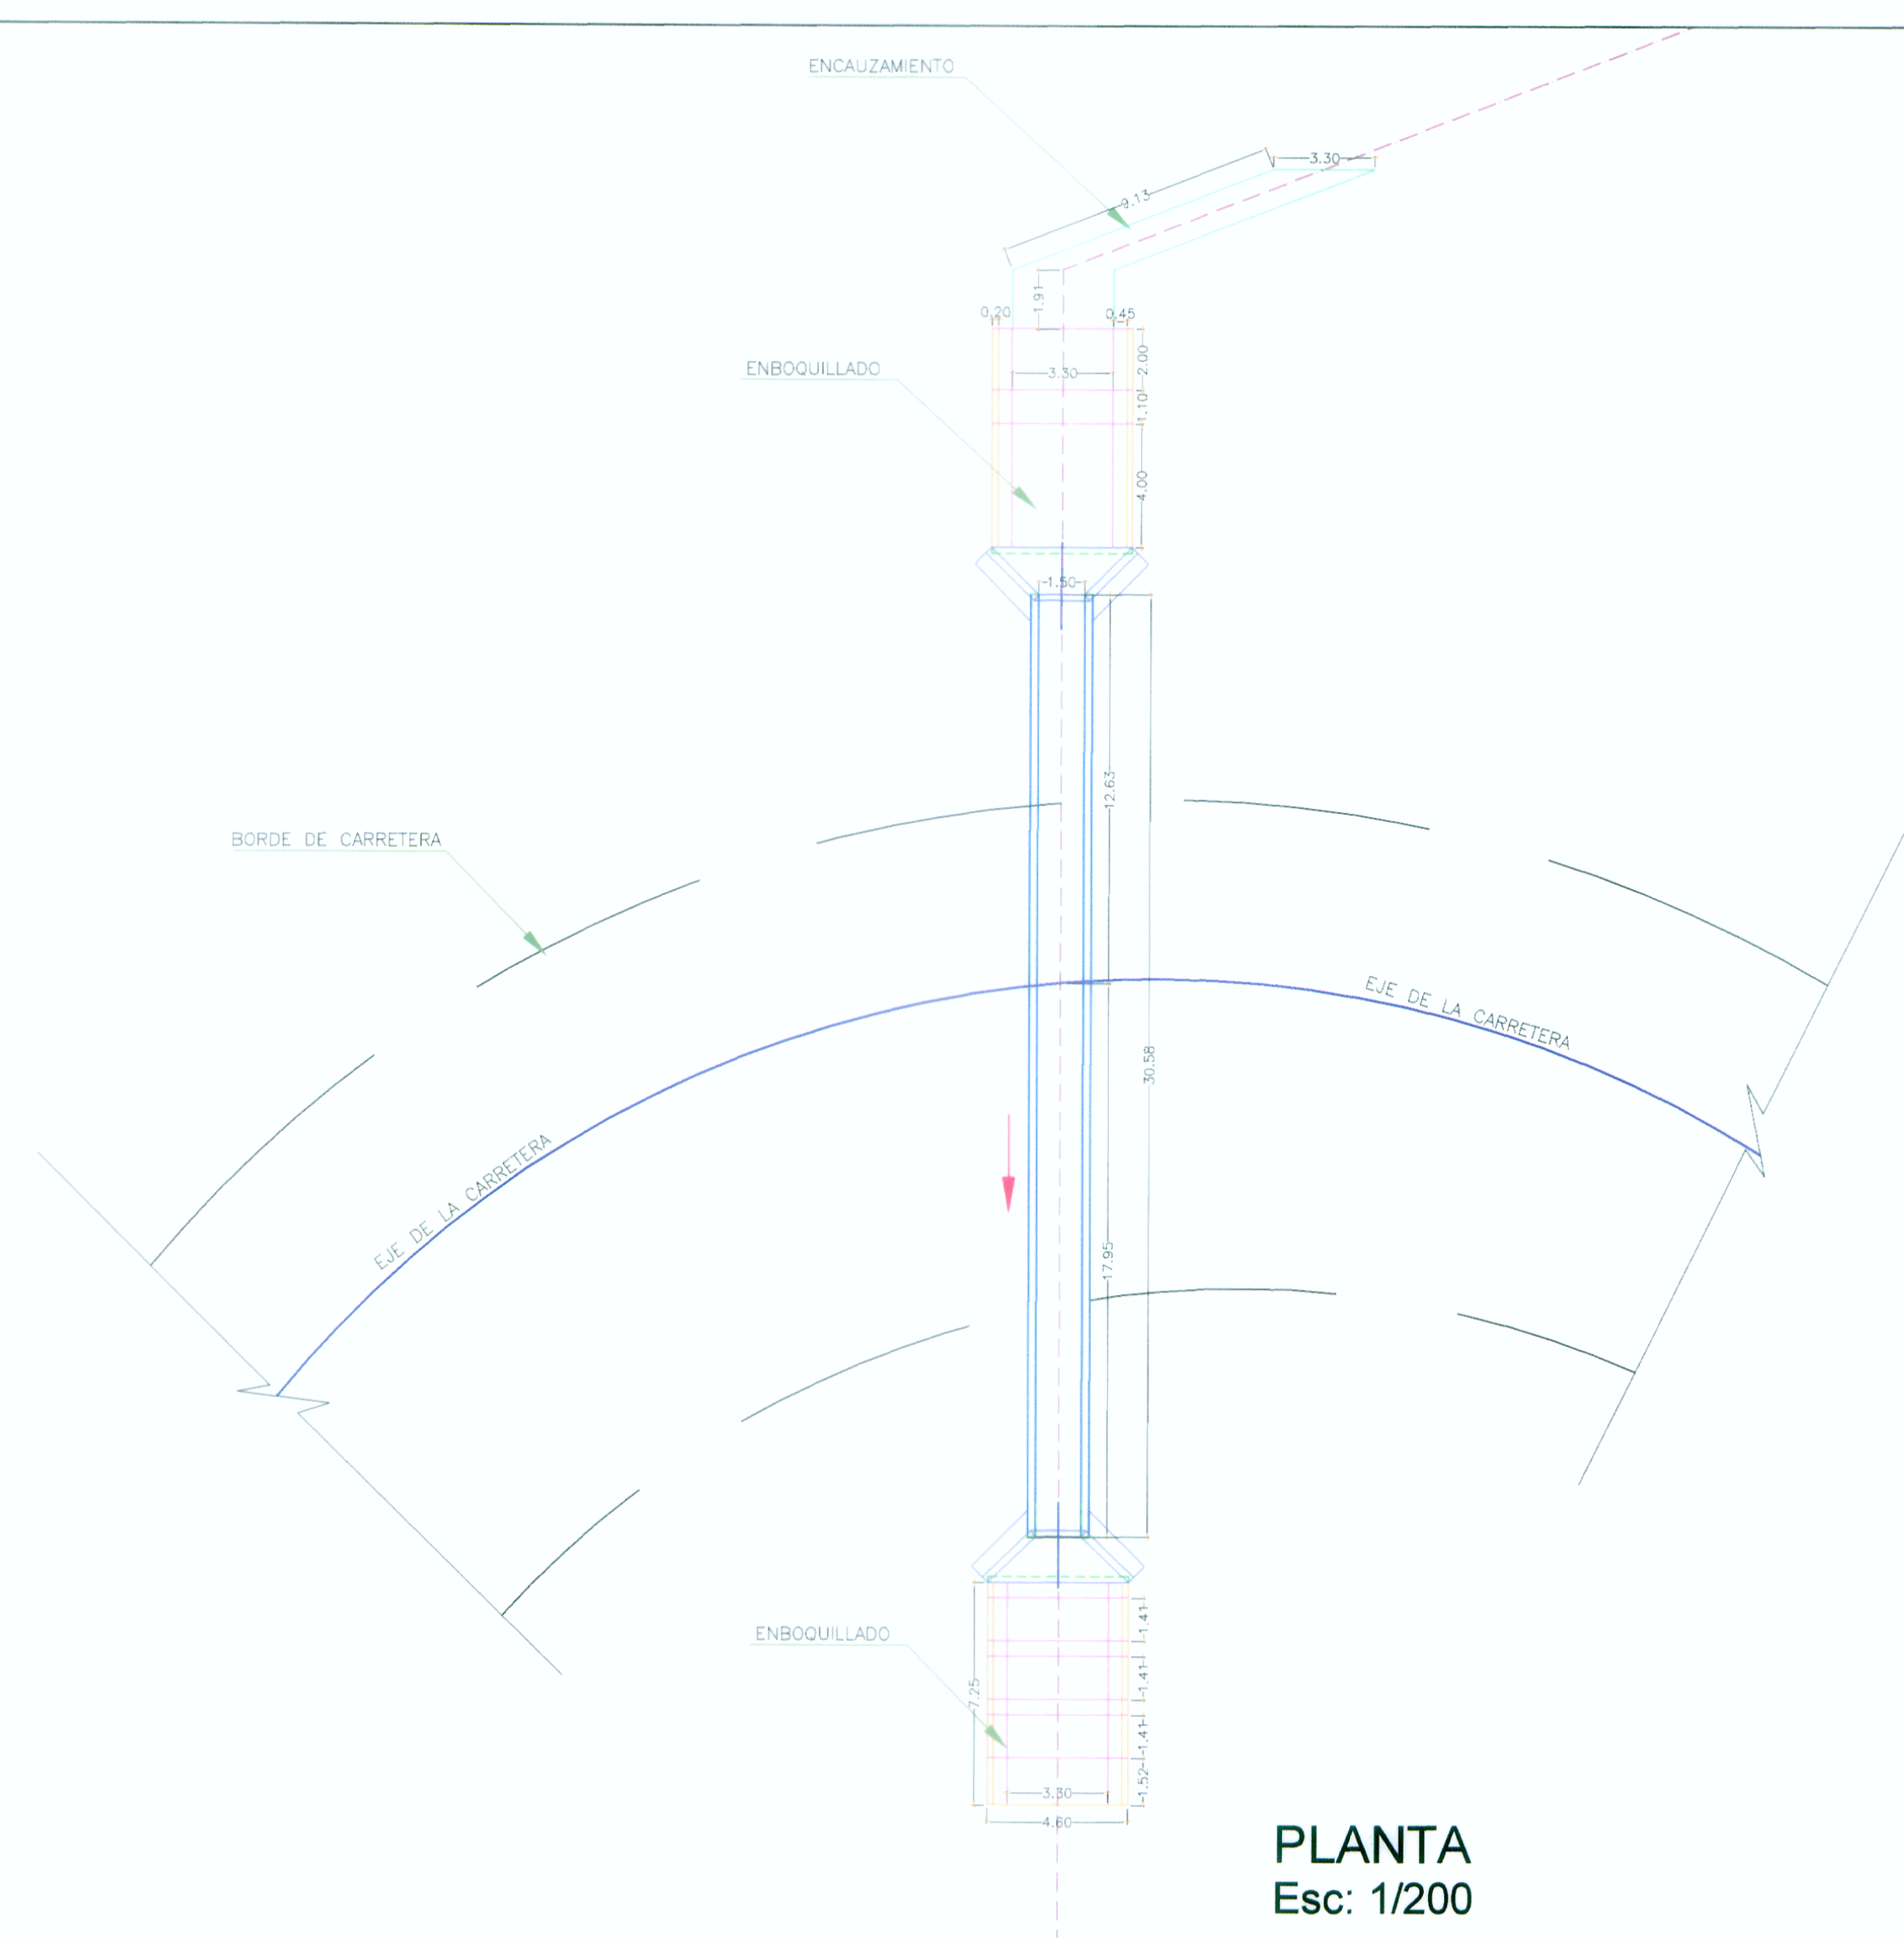 ENCAUZAMIENTO
3.30
9.13
1.91
0.20
0.45
ENBOQUILLADO
3.30
2.00
1.10
4.00
1.50
12.63
BORDE DE CARRETERA
EJE DE LA CARRETERA
30.58
EJE DE LA CARRETERA
17.95
ENBOQUILLADO
7.25
1.41
1.41
1.41
1.52
3.30
4.60
PLANTA
Esc: 1/200